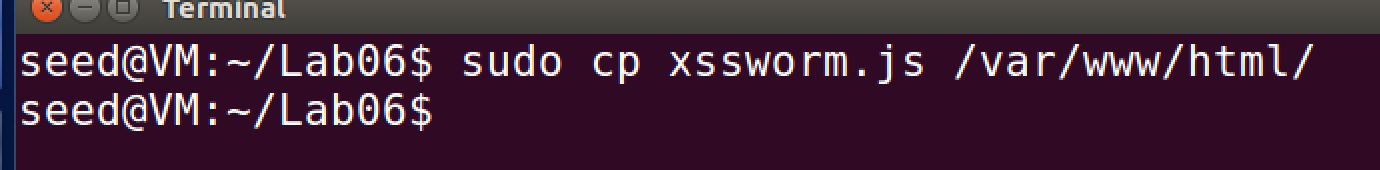 Terminal
seed@VM:~/Lab06$ sudo cp xssworm.js /var/www/html/
seed@VM:~/Lab06$